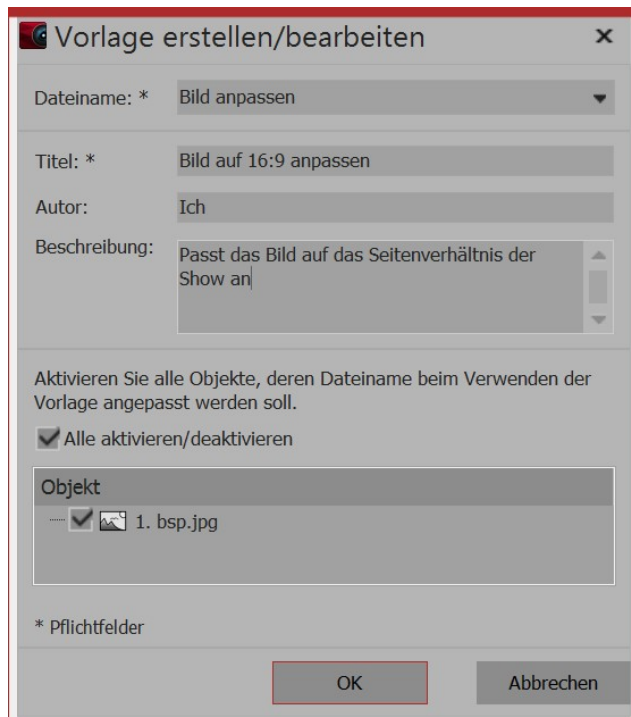 Vorlage erstellen/bearbeiten
Dateiname: * Bild anpassen
Titel: * Bild auf 16:9 anpassen
Autor: Ich
Beschreibung: Passt das Bild auf das Seitenverhältnis der
Show an
Aktivieren Sie alle Objekte, deren Dateiname beim Verwenden der
Vorlage angepasst werden soll.
Alle aktivieren/deaktivieren
Objekt
1. bsp.jpg
* Pflichtfelder
OK Abbrechen